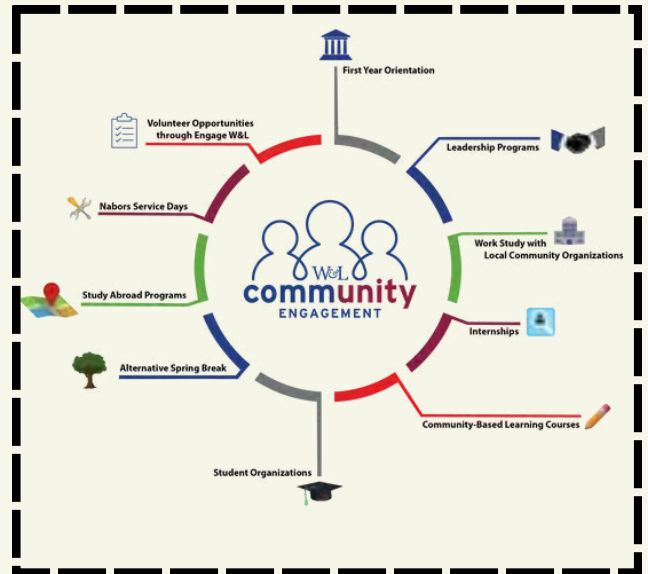 First Year Orientation
Leadership Programs
Work Study with
Local Community Organizations
Internships
Community-Based Learning Courses
Student Organizations
Alternative Spring Break
Study Abroad Programs
Nabors Service Days
Volunteer Opportunities
through Engage W&L
W&L
community
ENGAGEMENT